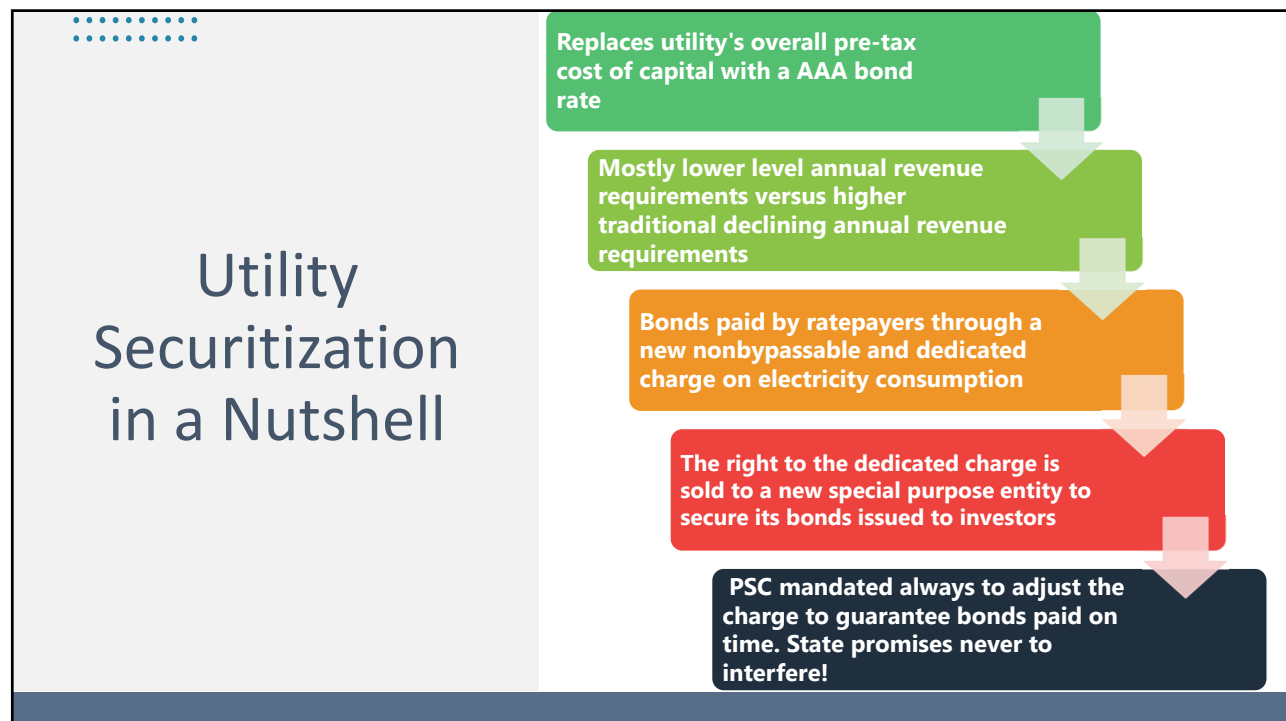 Utility
Securitization
in a Nutshell
Replaces utility's overall pre-tax
cost of capital with a AAA bond
rate
Mostly lower level annual revenue
requirements versus higher
traditional declining annual revenue
requirements
Bonds paid by ratepayers through a
new nonbypassable and dedicated
charge on electricity consumption
The right to the dedicated charge is
sold to a new special purpose entity to
secure its bonds issued to investors
PSC mandated always to adjust the
charge to guarantee bonds paid on
time. State promises never to
interfere!